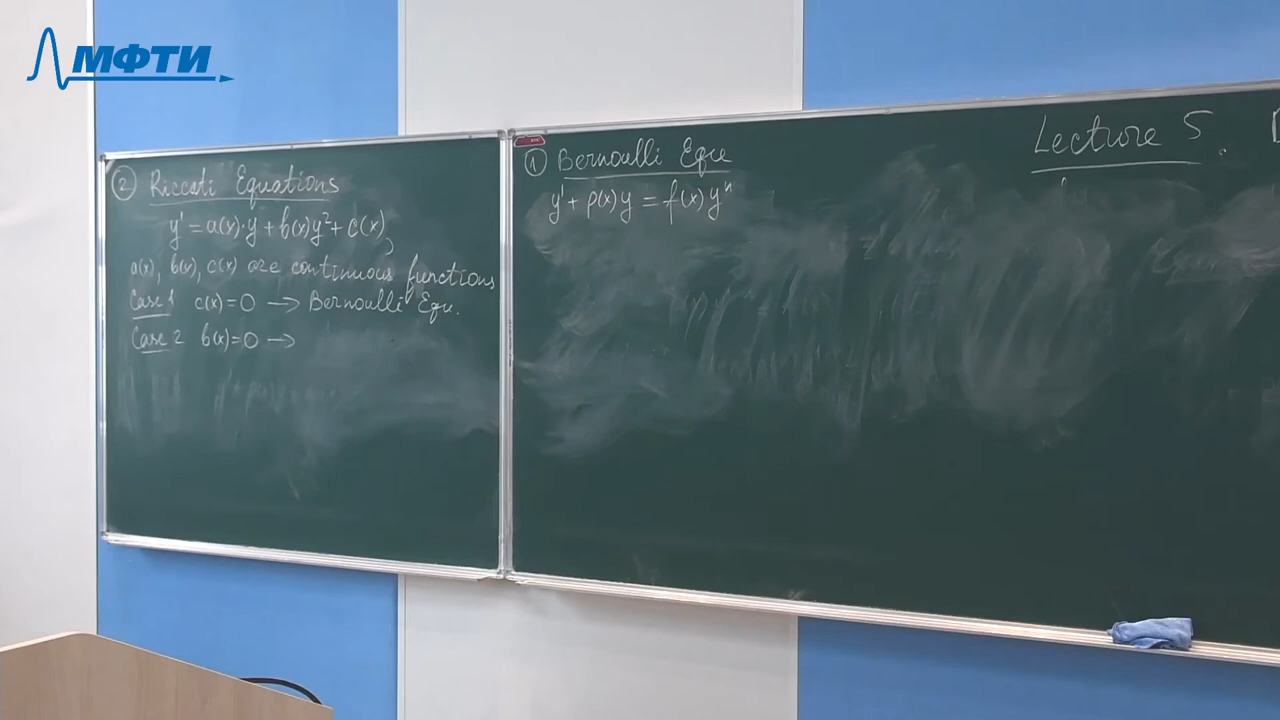 МФТИ
② Riccati Equations
y' = a(x)·y + b(x)y² + c(x),
a(x), b(x), c(x) are continuous functions
Case 1 c(x) = 0 → Bernoulli Equ.
Case 2 b(x) = 0 →
① Bernoulli Equ
y' + p(x)y = f(x)yⁿ
Lecture 5.